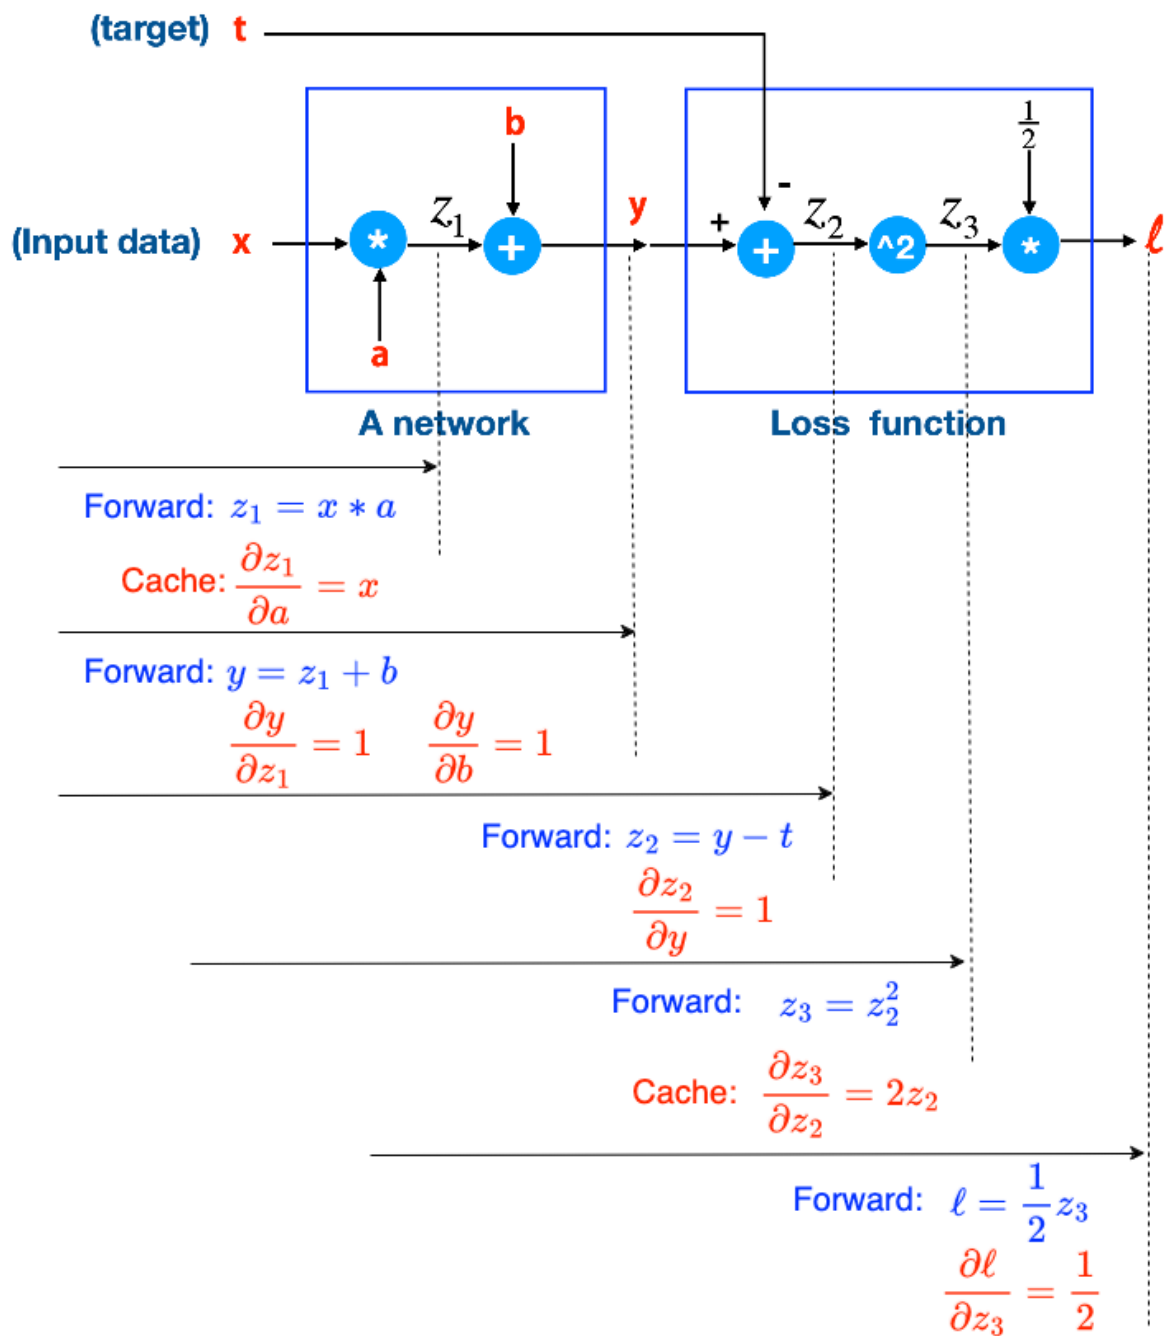 (target) t
b
1/2
(Input data) x * z₁ + y + - + z₂ ^2 z₃ * ℓ
a
A network
Loss function
Forward: z₁ = x ∗ a
Cache: ∂z₁/∂a = x
Forward: y = z₁ + b
∂y/∂z₁ = 1 ∂y/∂b = 1
Forward: z₂ = y − t
∂z₂/∂y = 1
Forward: z₃ = z₂²
Cache: ∂z₃/∂z₂ = 2z₂
Forward: ℓ = 1/2 z₃
∂ℓ/∂z₃ = 1/2